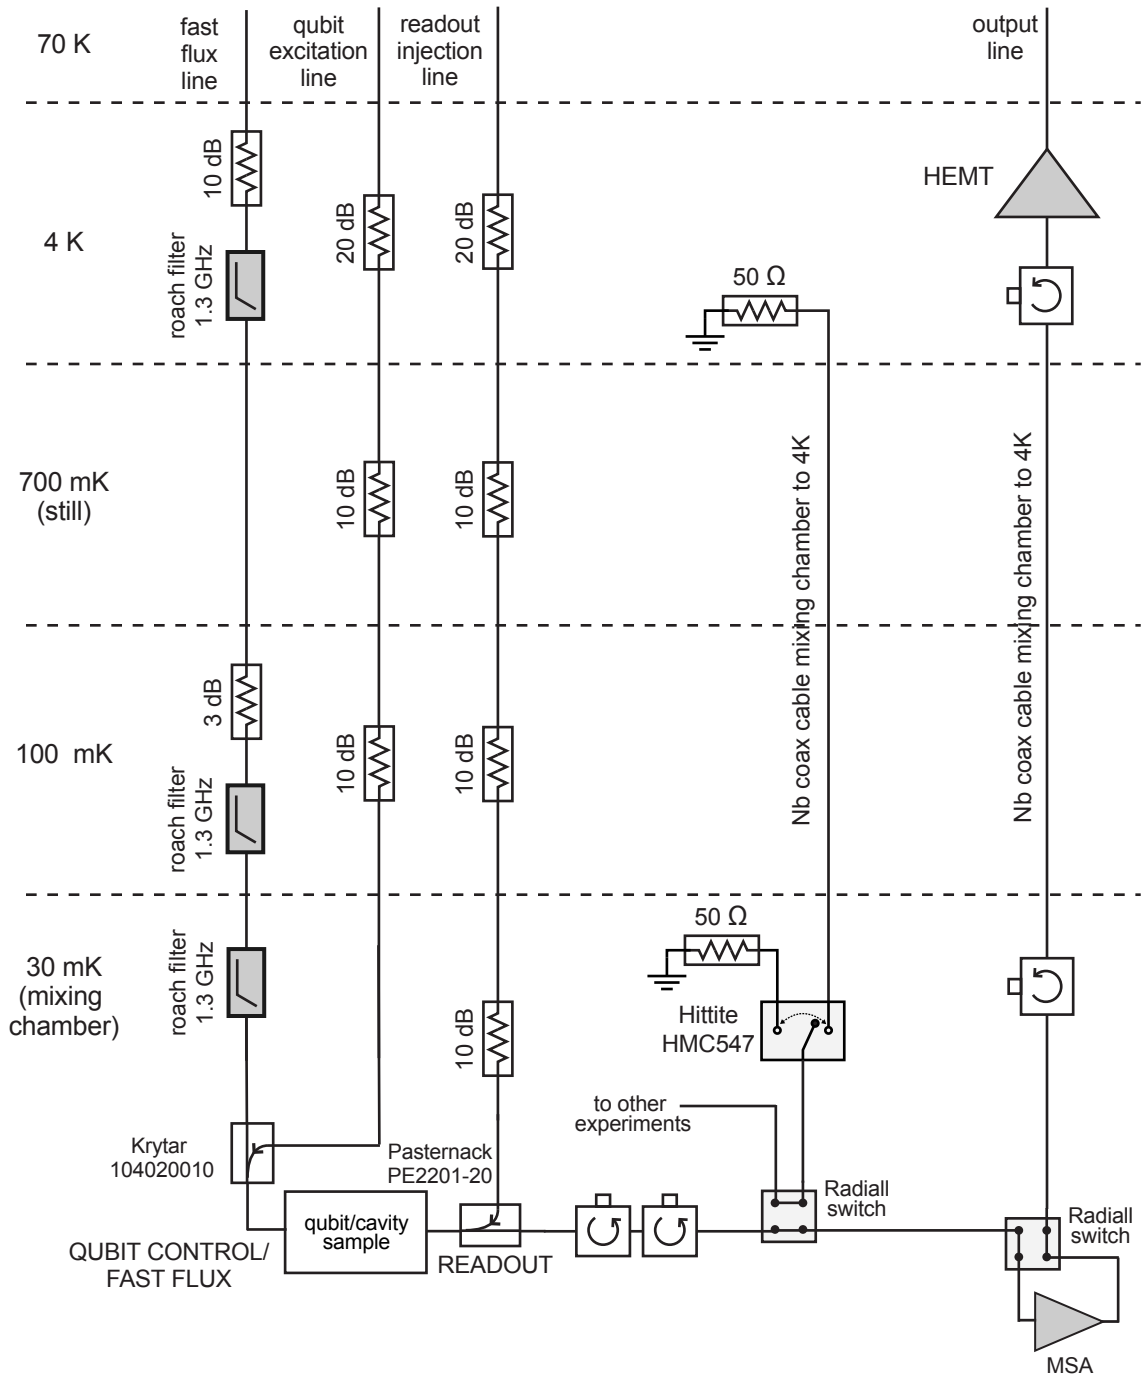 70 K
fast
flux
line
qubit
excitation
line
readout
injection
line
output
line
4 K
10 dB
roach filter
1.3 GHz
20 dB
20 dB
50 Ω
HEMT
700 mK
(still)
10 dB
10 dB
Nb coax cable mixing chamber to 4K
Nb coax cable mixing chamber to 4K
100 mK
3 dB
roach filter
1.3 GHz
10 dB
10 dB
30 mK
(mixing
chamber)
roach filter
1.3 GHz
10 dB
50 Ω
Hittite
HMC547
to other
experiments
Krytar
104020010
Pasternack
PE2201-20
Radiall
switch
Radiall
switch
qubit/cavity
sample
QUBIT CONTROL/
FAST FLUX
READOUT
MSA